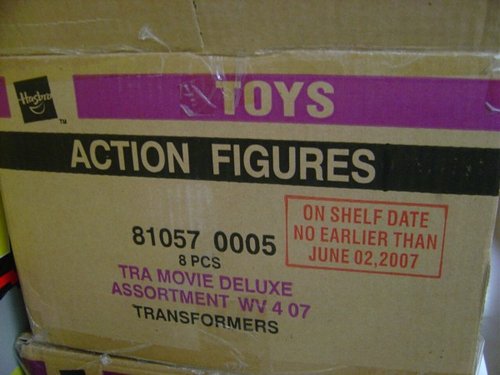 Hasbro
TM
TOYS
ACTION FIGURES
ON SHELF DATE
NO EARLIER THAN
JUNE 02,2007
81057 0005
8 PCS
TRA MOVIE DELUXE
ASSORTMENT WV 4 07
TRANSFORMERS